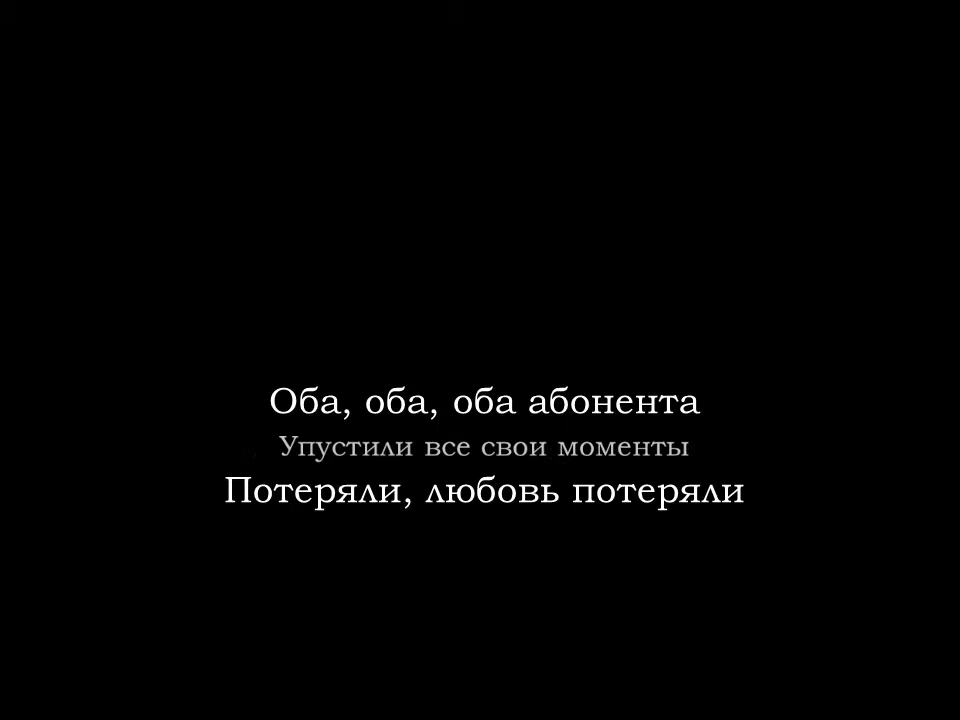 Оба, оба, оба абонента
Упустили все свои моменты
Потеряли, любовь потеряли